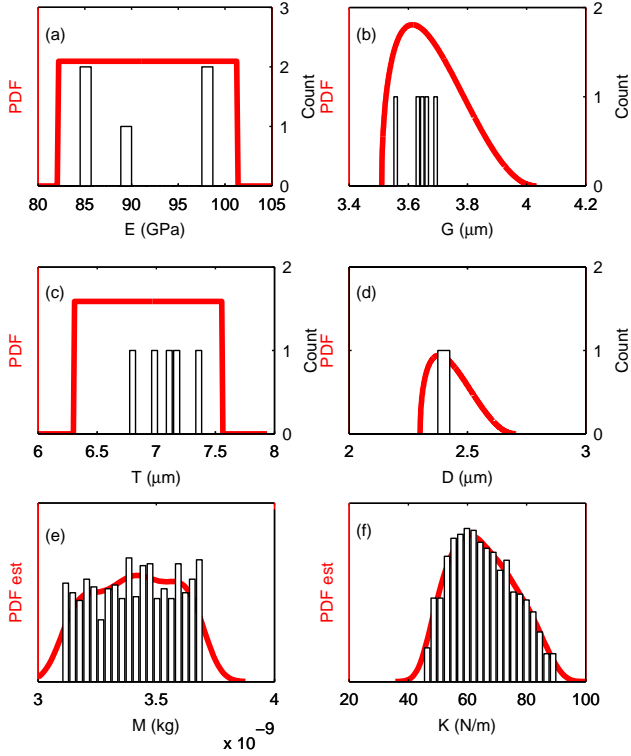 (a)
PDF
Count
0
1
2
3
80 85 90 95 100 105
E (GPa)
(b)
0
1
2
3.4 3.6 3.8 4 4.2
G (μm)
(c)
PDF
Count
0
1
2
6 6.5 7 7.5 8
T (μm)
(d)
0
1
2
2 2.5 3
D (μm)
(e)
PDF est
3 3.5 4
M (kg)
x 10⁻⁹
(f)
PDF est
20 40 60 80 100
K (N/m)
PDF
Count
PDF
Count